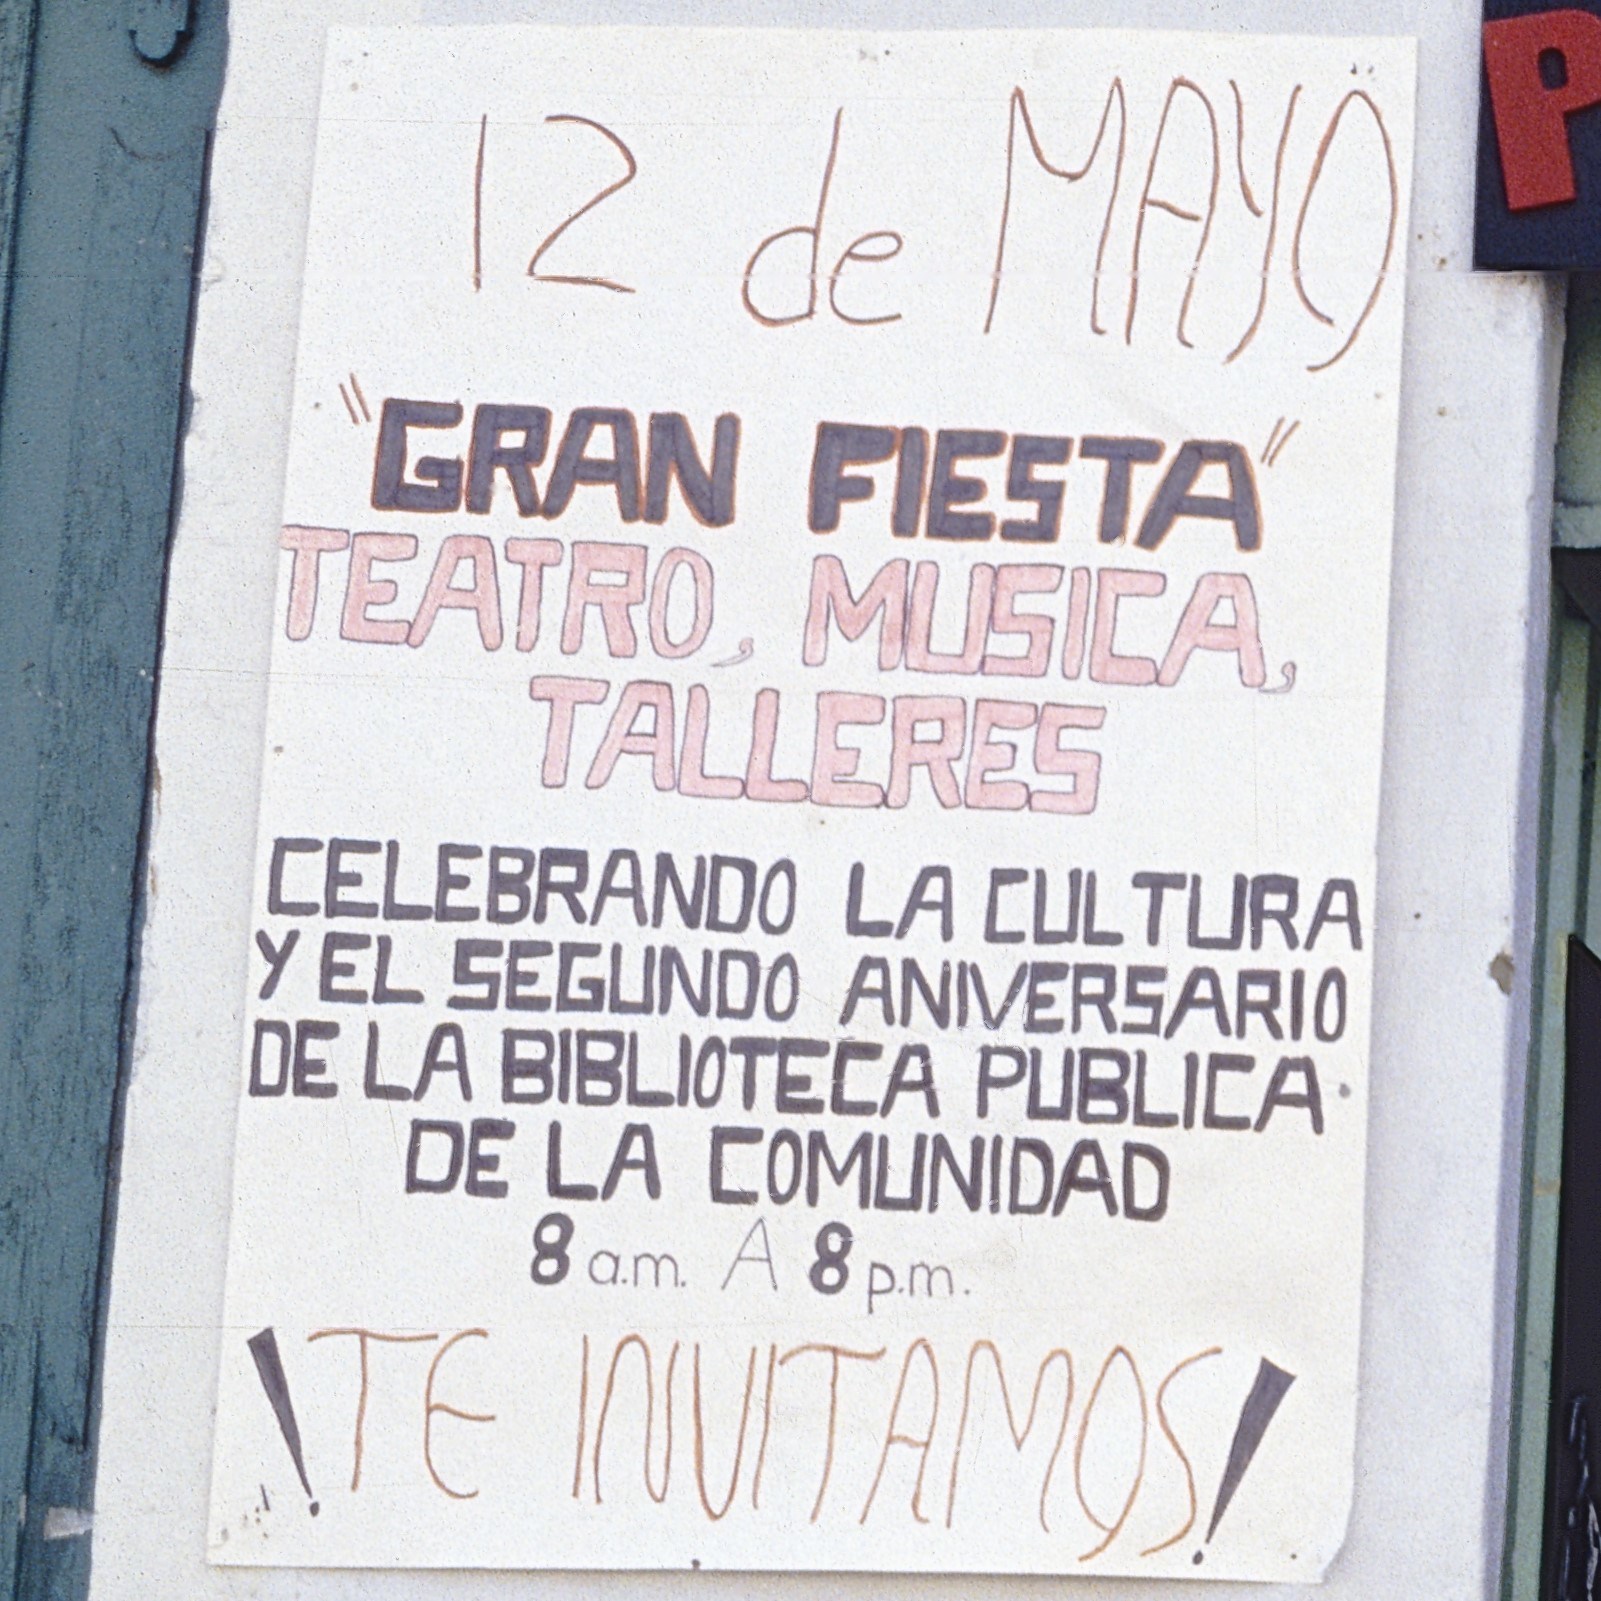 12 de MAYO
"GRAN FIESTA"
TEATRO, MUSICA,
TALLERES
CELEBRANDO LA CULTURA
Y EL SEGUNDO ANIVERSARIO
DE LA BIBLIOTECA PUBLICA
DE LA COMUNIDAD
8 a.m. A 8 p.m.
!TE INVITAMOS!
P